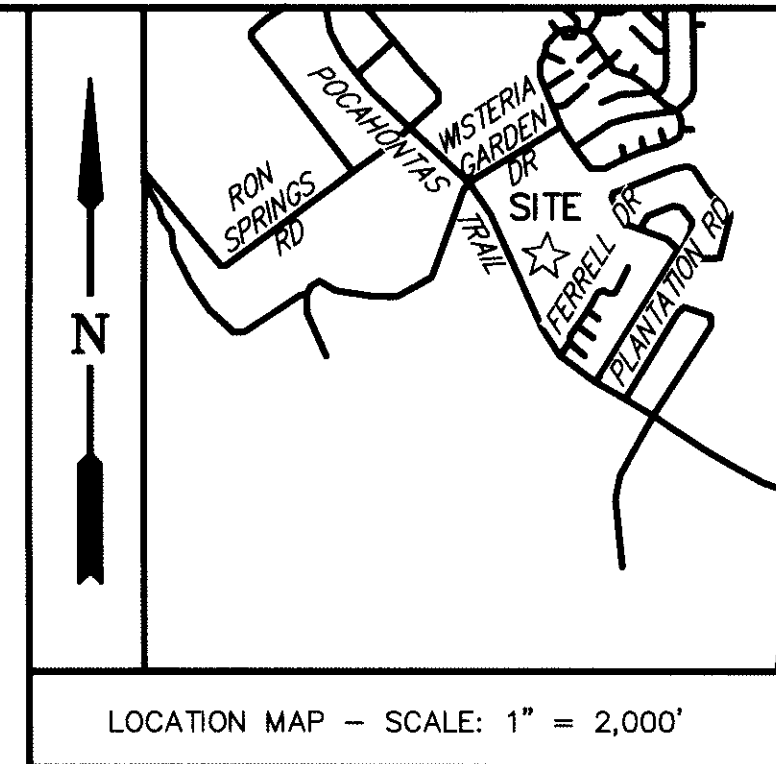 N
POCAHONTAS
TRAIL
WISTERIA
GARDEN
DR
RON
SPRINGS
RD
SITE
FERRELL
DR
PLANTATION RD
LOCATION MAP - SCALE: 1" = 2,000'